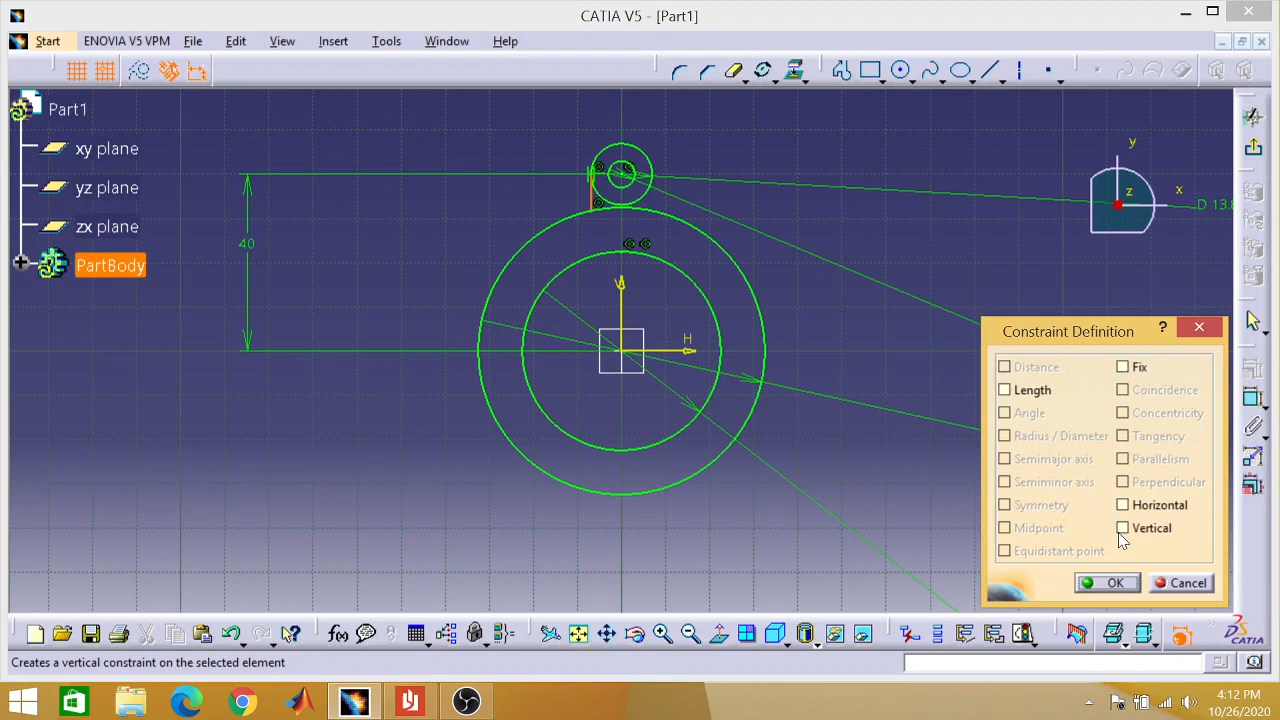 CATIA V5 - [Part1]
Start ENOVIA V5 VPM File Edit View Insert Tools Window Help
Part1
xy plane
yz plane
zx plane
PartBody
40
V
H
y
x
z
D 13.
Constraint Definition ?
Distance
Length
Angle
Radius / Diameter
Semimajor axis
Semiminor axis
Symmetry
Midpoint
Equidistant point
Fix
Coincidence
Concentricity
Tangency
Parallelism
Perpendicular
Horizontal
Vertical
OK Cancel
f(x)
CATIA
Creates a vertical constraint on the selected element
4:12 PM
10/26/2020